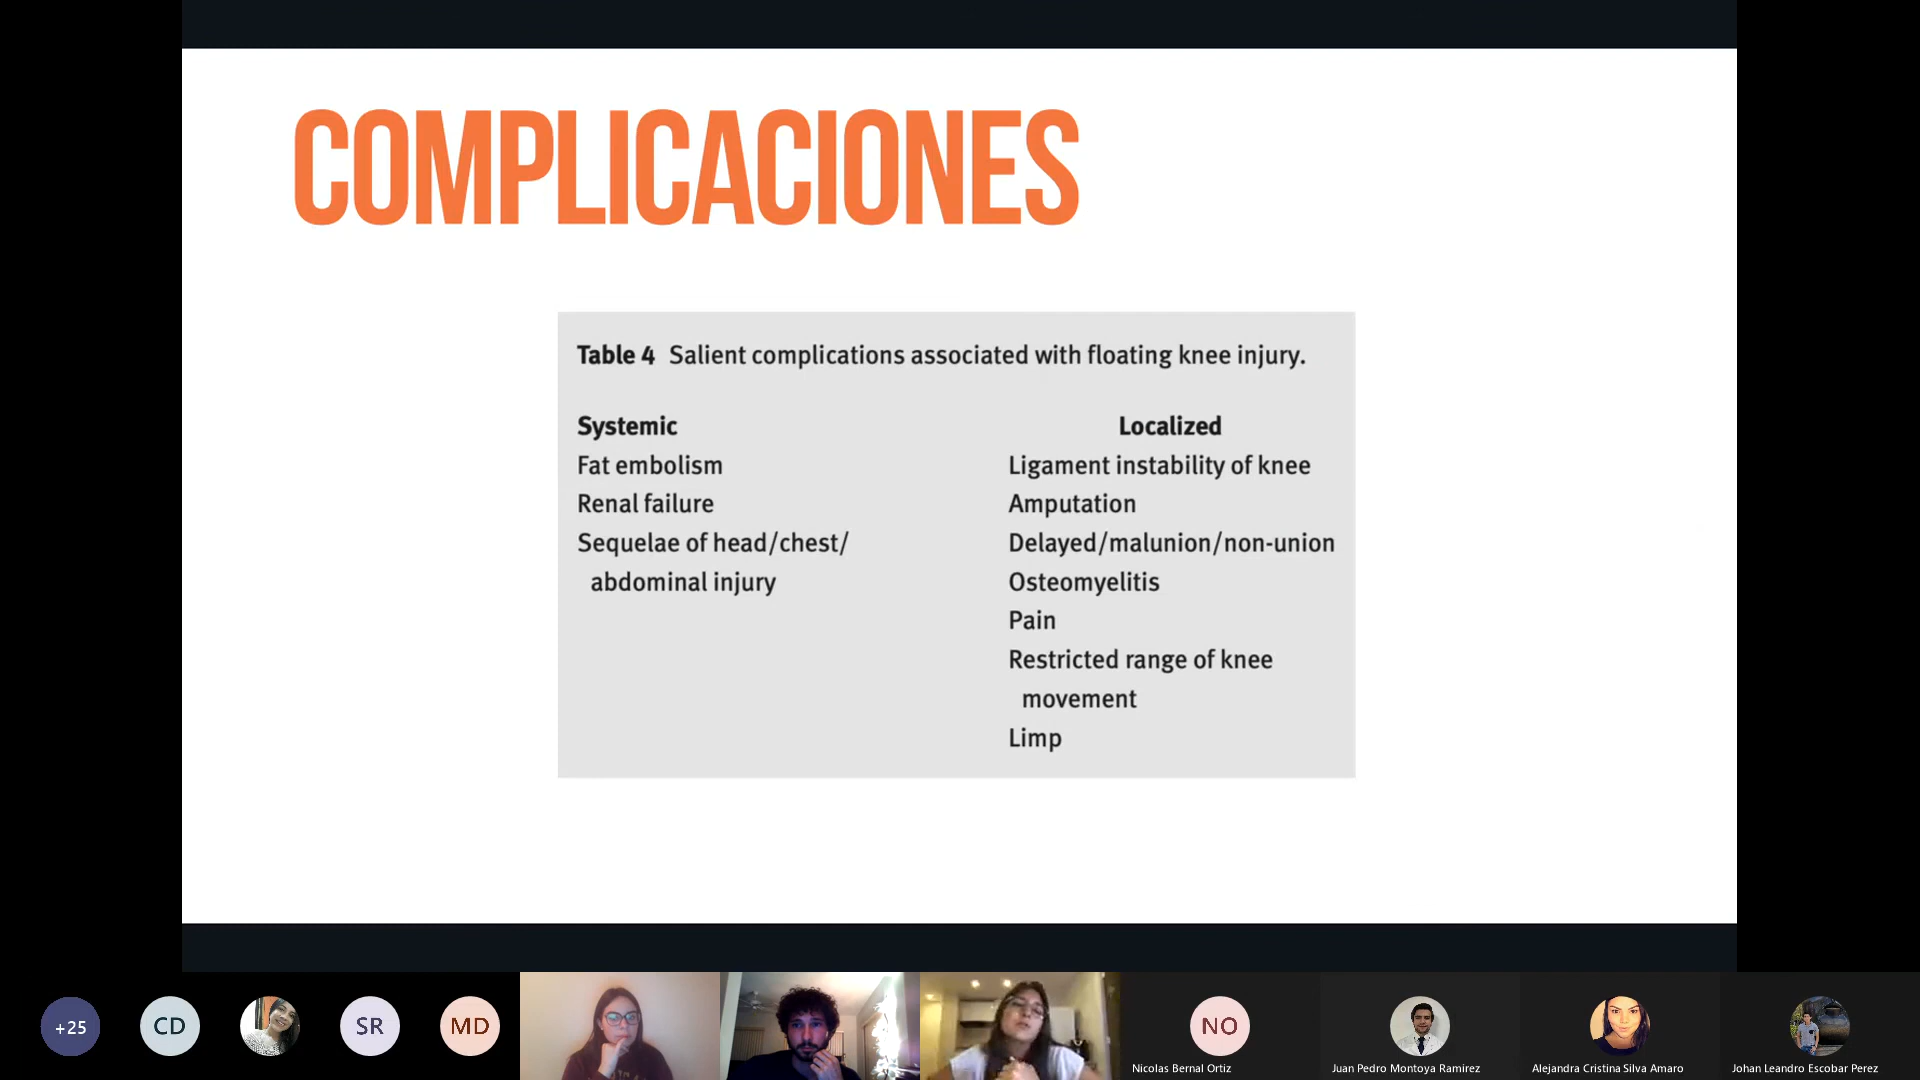 COMPLICACIONES
Table 4 Salient complications associated with floating knee injury.
Systemic
Fat embolism
Renal failure
Sequelae of head/chest/
abdominal injury
Localized
Ligament instability of knee
Amputation
Delayed/malunion/non-union
Osteomyelitis
Pain
Restricted range of knee
movement
Limp
+25
CD
SR
MD
NO
Nicolas Bernal Ortiz
Juan Pedro Montoya Ramirez
Alejandra Cristina Silva Amaro
Johan Leandro Escobar Perez